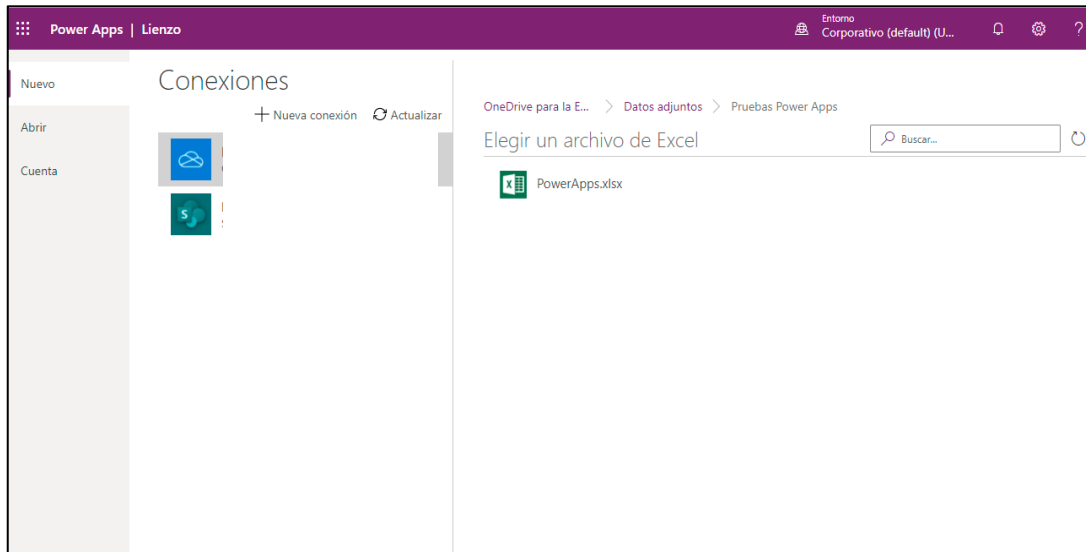 Power Apps | Lienzo
Entorno
Corporativo (default) (U...
?
Nuevo
Abrir
Cuenta
Conexiones
+ Nueva conexión Actualizar
OneDrive para la E... > Datos adjuntos > Pruebas Power Apps
Elegir un archivo de Excel
Buscar...
PowerApps.xlsx